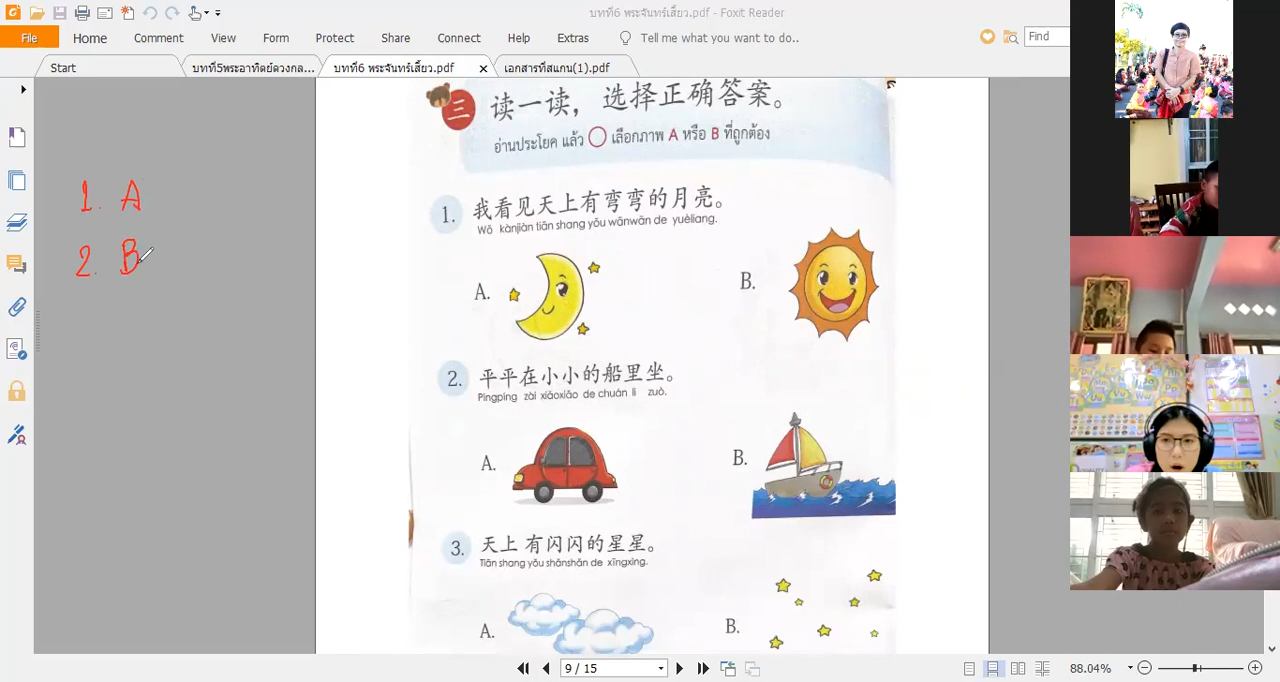 บทที่6 พระจันทร์เสี้ยว.pdf - Foxit Reader
File Home Comment View Form Protect Share Connect Help Extras Tell me what you want to do.. Find
Start บทที่5พระอาทิตย์ดวงกล... บทที่6 พระจันทร์เสี้ยว.pdf เอกสารที่สแกน(1).pdf
三 读一读，选择正确答案。
อ่านประโยค แล้ว เลือกภาพ A หรือ B ที่ถูกต้อง
1. A
2. B
1. 我看见天上有弯弯的月亮。
Wǒ kànjiàn tiān shang yǒu wānwān de yuèliang.
A. B.
2. 平平在小小的船里坐。
Píngping zài xiǎoxiǎo de chuán li zuò.
A. B.
3. 天上 有闪闪的星星。
Tiān shang yǒu shǎnshǎn de xīngxing.
A. B.
9 / 15 88.04%